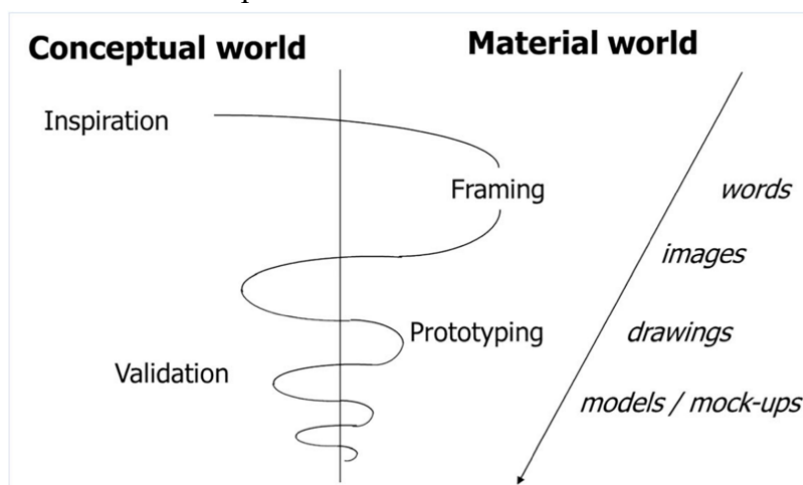 Conceptual world
Material world
Inspiration
Framing
words
images
Prototyping
drawings
Validation
models / mock-ups